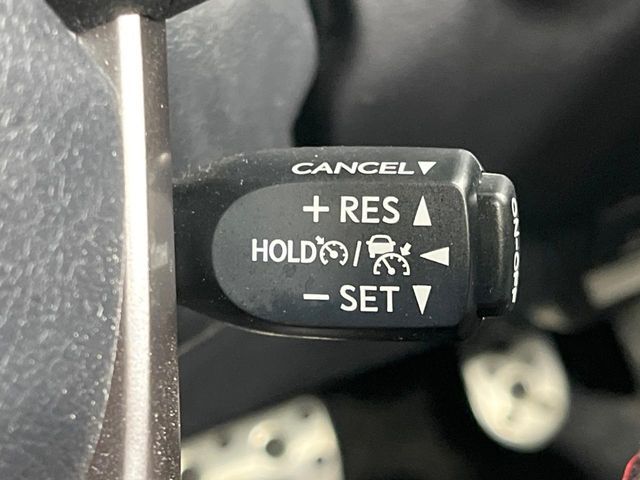 CANCEL▼
+ RES ▲
HOLD / ◀
− SET ▼
ON-OFF